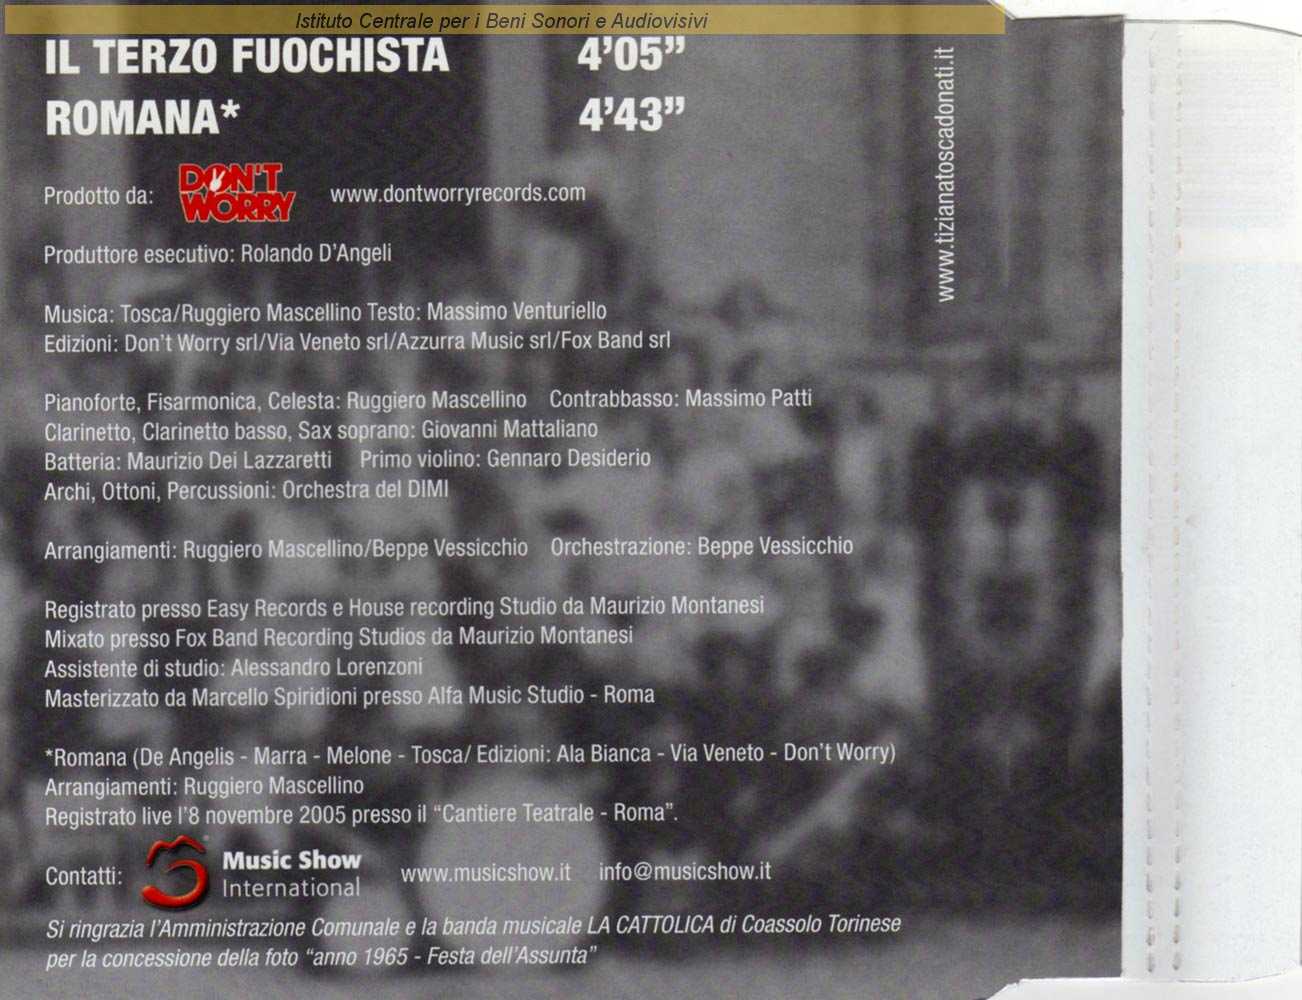 Istituto Centrale per i Beni Sonori e Audiovisivi
IL TERZO FUOCHISTA 4’05”
ROMANA* 4’43”
Prodotto da: DON'T WORRY www.dontworryrecords.com
Produttore esecutivo: Rolando D’Angeli
Musica: Tosca/Ruggiero Mascellino Testo: Massimo Venturiello
Edizioni: Don’t Worry srl/Via Veneto srl/Azzurra Music srl/Fox Band srl
Pianoforte, Fisarmonica, Celesta: Ruggiero Mascellino Contrabbasso: Massimo Patti
Clarinetto, Clarinetto basso, Sax soprano: Giovanni Mattaliano
Batteria: Maurizio Dei Lazzaretti Primo violino: Gennaro Desiderio
Archi, Ottoni, Percussioni: Orchestra del DIMI
Arrangiamenti: Ruggiero Mascellino/Beppe Vessicchio Orchestrazione: Beppe Vessicchio
Registrato presso Easy Records e House recording Studio da Maurizio Montanesi
Mixato presso Fox Band Recording Studios da Maurizio Montanesi
Assistente di studio: Alessandro Lorenzoni
Masterizzato da Marcello Spiridioni presso Alfa Music Studio - Roma
*Romana (De Angelis - Marra - Melone - Tosca/ Edizioni: Ala Bianca - Via Veneto - Don’t Worry)
Arrangiamenti: Ruggiero Mascellino
Registrato live l’8 novembre 2005 presso il “Cantiere Teatrale - Roma”.
Contatti: Music Show International www.musicshow.it info@musicshow.it
Si ringrazia l’Amministrazione Comunale e la banda musicale LA CATTOLICA di Coassolo Torinese
per la concessione della foto “anno 1965 - Festa dell’Assunta”
www.tizianatoscadonati.it